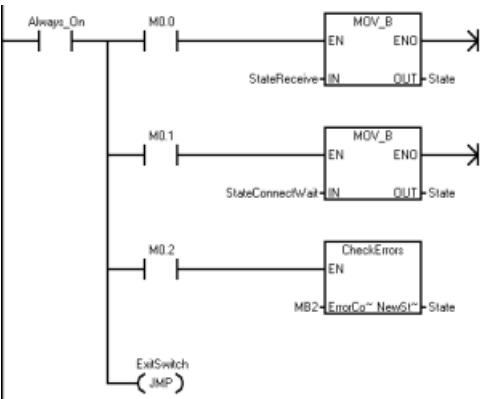 Always_On M0.0 MOV_B
EN ENO
StateReceive IN OUT State
M0.1 MOV_B
EN ENO
StateConnectWait IN OUT State
M0.2 CheckErrors
EN
MB2 ErrorCo~ NewSt~ State
ExitSwitch
JMP